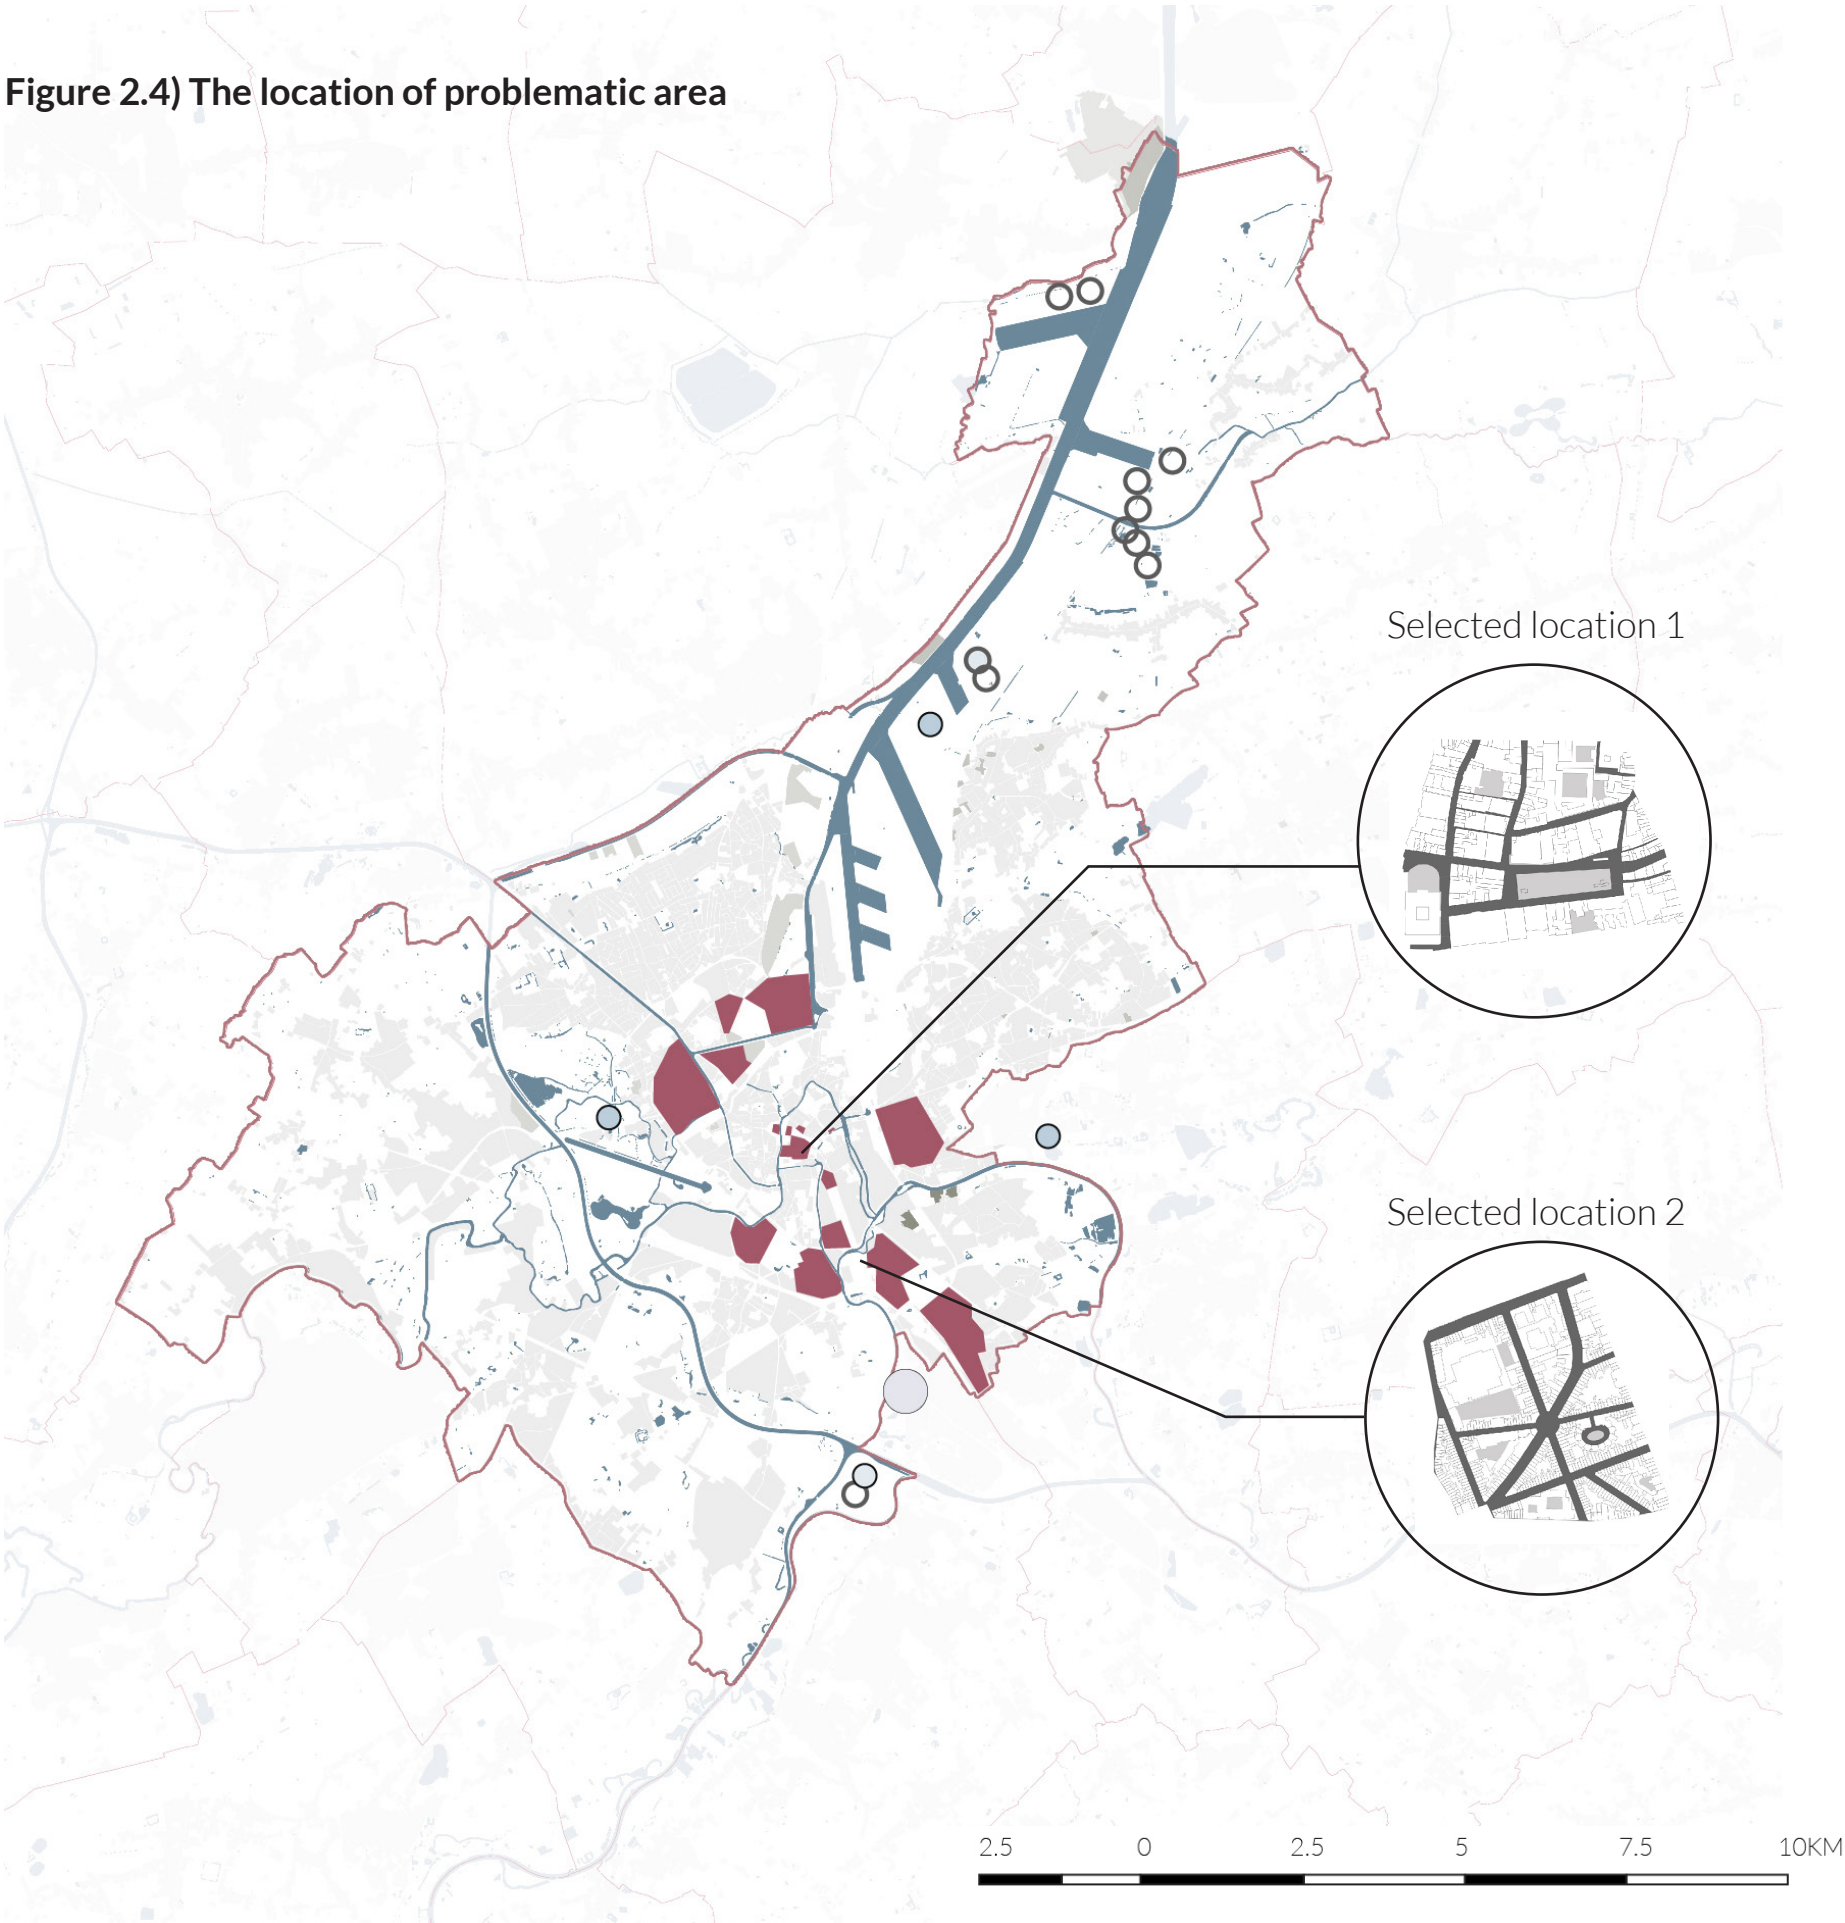 Figure 2.4) The location of problematic area
Selected location 1
Selected location 2
2.5 0 2.5 5 7.5 10KM